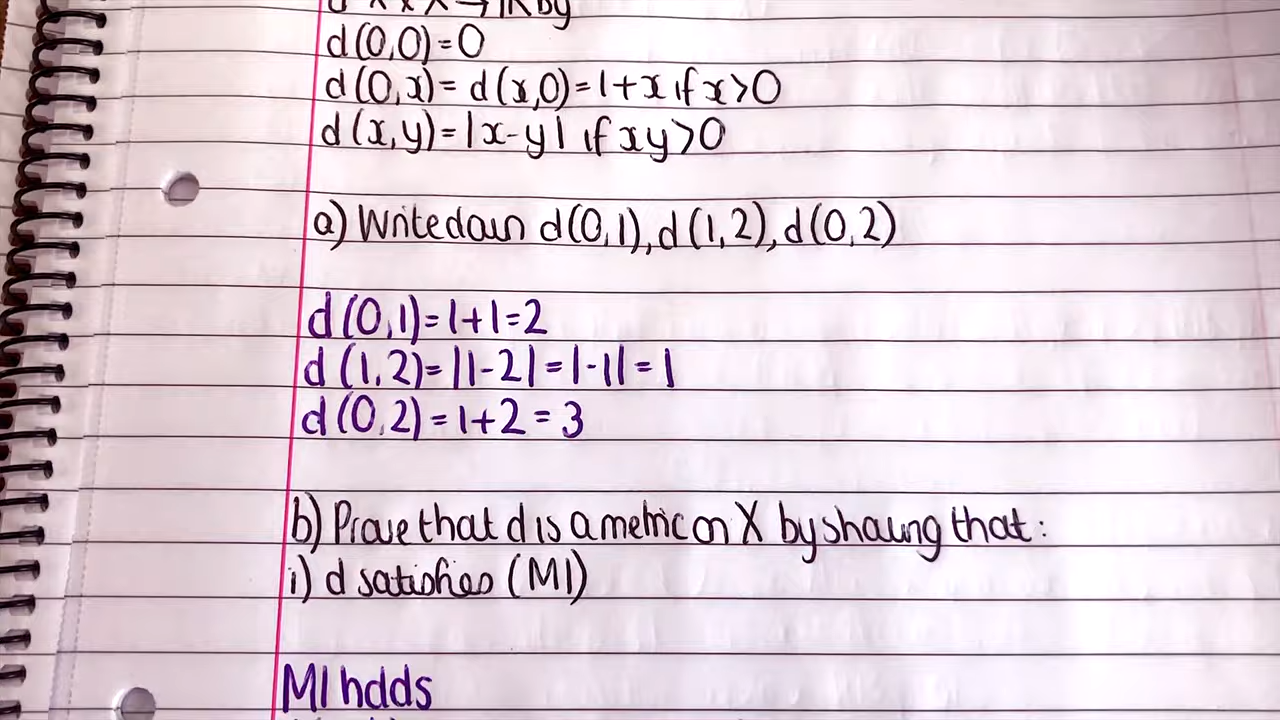 d(0,0)=0
d(0,x)= d(x,0)=1+x if x>0
d(x,y)=|x-y| if xy>0
a) Write down d(0,1),d(1,2),d(0,2)
d(0,1)=1+1=2
d(1,2)=|1-2|=|-1|=1
d(0,2)=1+2=3
b) Prove that d is a metric on X by showing that:
i) d satisfies (M1)
M1 holds